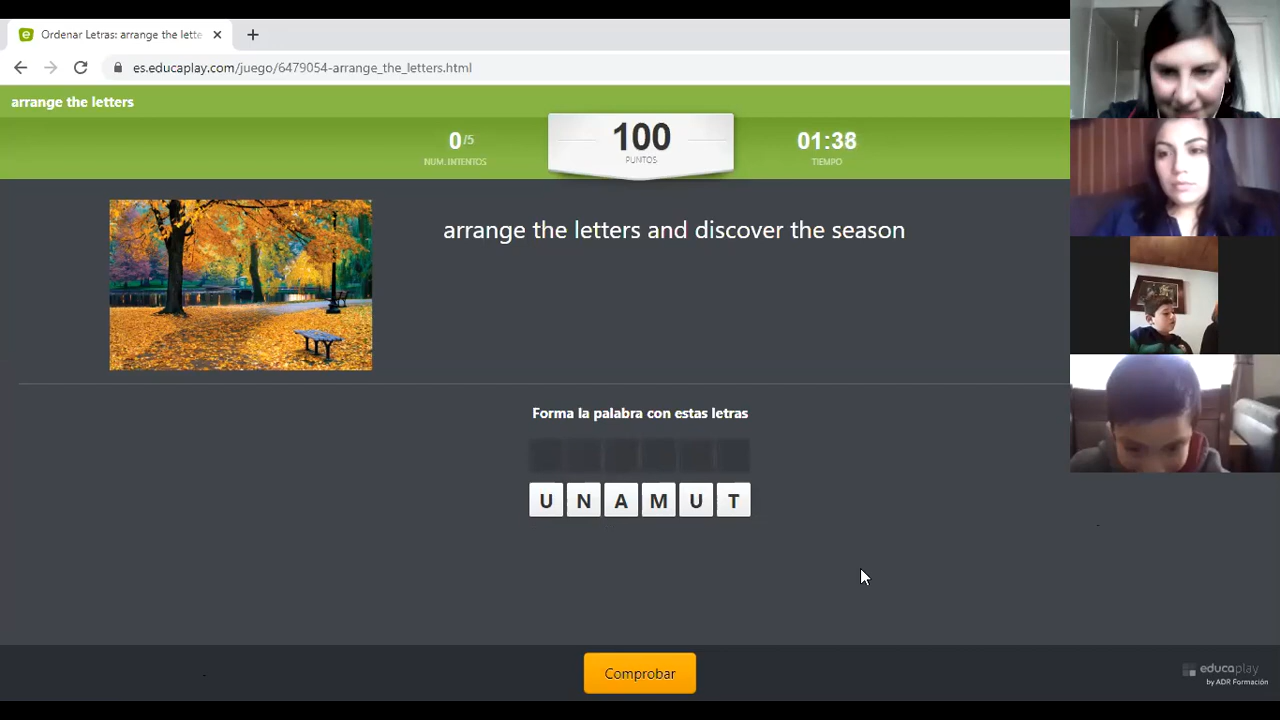 Ordenar Letras: arrange the lette
es.educaplay.com/juego/6479054-arrange_the_letters.html
arrange the letters
0/5
NUM. INTENTOS
100
PUNTOS
01:38
TIEMPO
arrange the letters and discover the season
Forma la palabra con estas letras
U N A M U T
Comprobar
educaplay
by ADR Formación